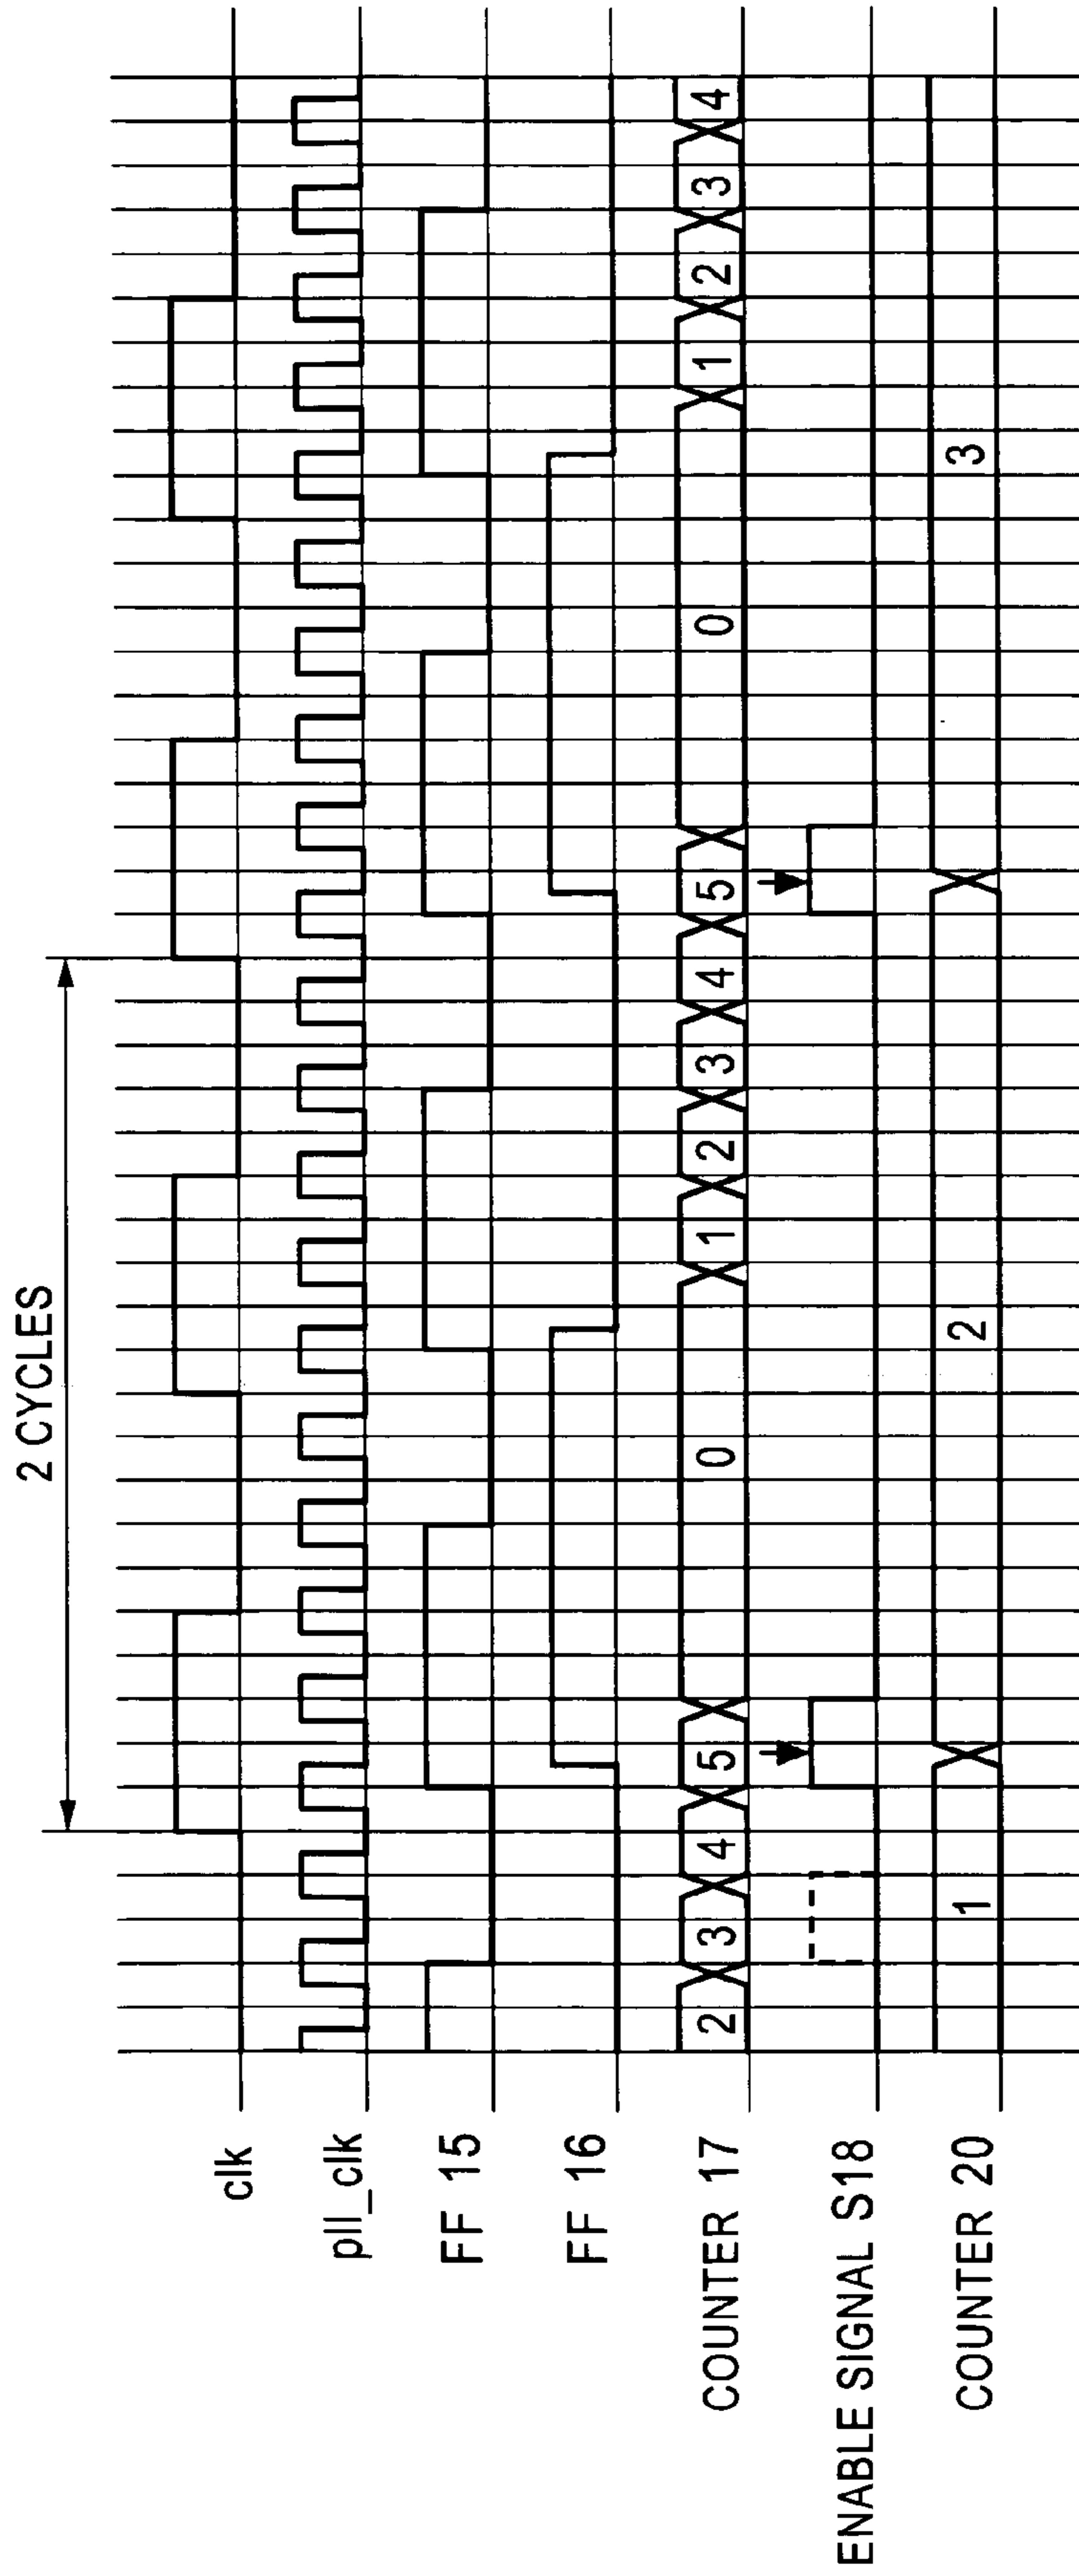 2 CYCLES
clk
pll_clk
FF 15
FF 16
COUNTER 17 2 3 4 5 0 1 2 3 4 5 0 1 2 3 4
ENABLE SIGNAL S18
COUNTER 20 1 2 3